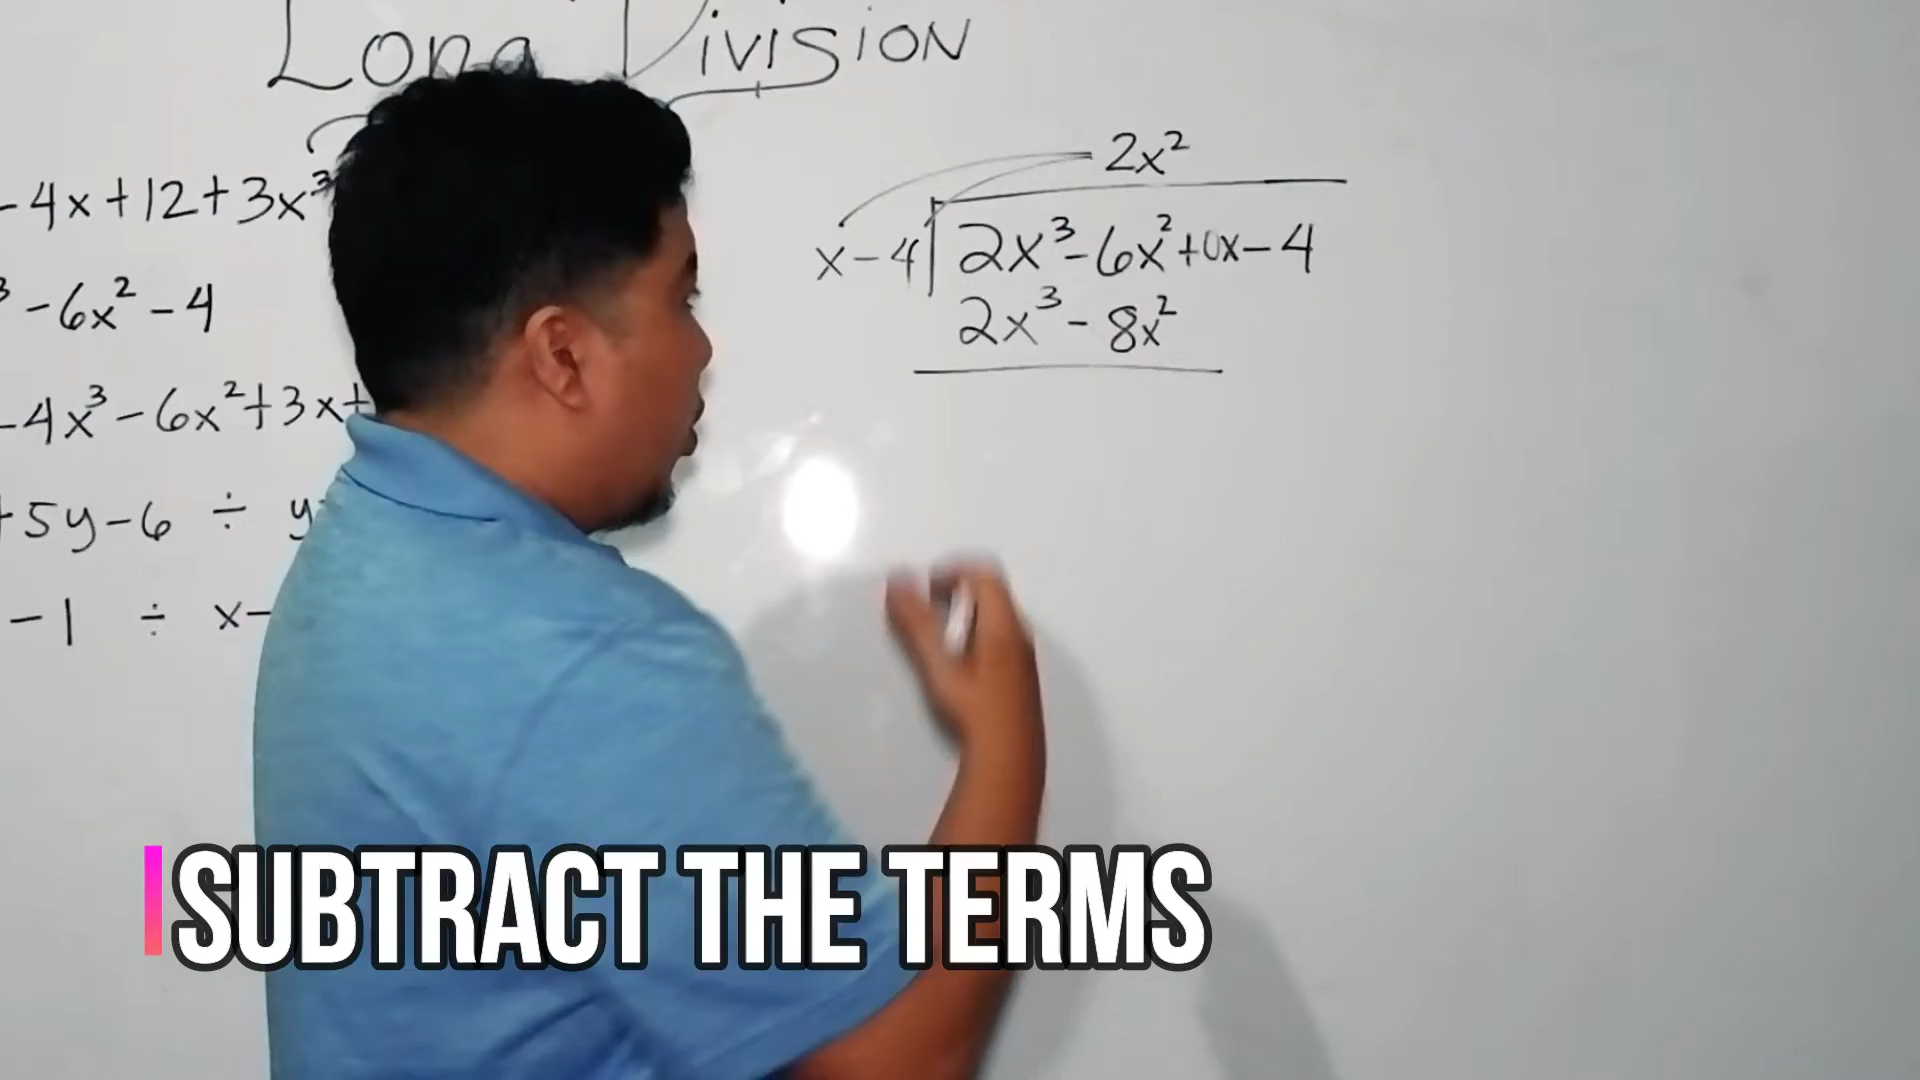 Long Division
-4x+12+3x³
³-6x²-4
-4x³-6x²+3x+
+5y-6 ÷ y
-1 ÷ x-
2x²
x-4 2x³-6x²+0x-4
2x³-8x²
SUBTRACT THE TERMS